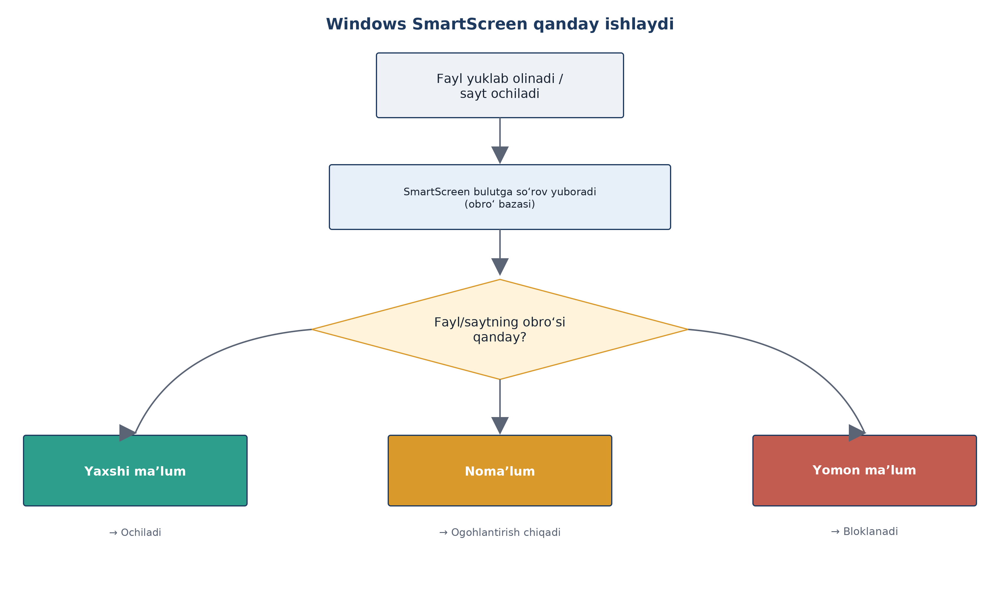 Windows SmartScreen qanday ishlaydi
Fayl yuklab olinadi /
sayt ochiladi
SmartScreen bulutga so‘rov yuboradi
(obro‘ bazasi)
Fayl/saytning obro‘si
qanday?
Yaxshi ma’lum
Noma’lum
Yomon ma’lum
→ Ochiladi
→ Ogohlantirish chiqadi
→ Bloklanadi